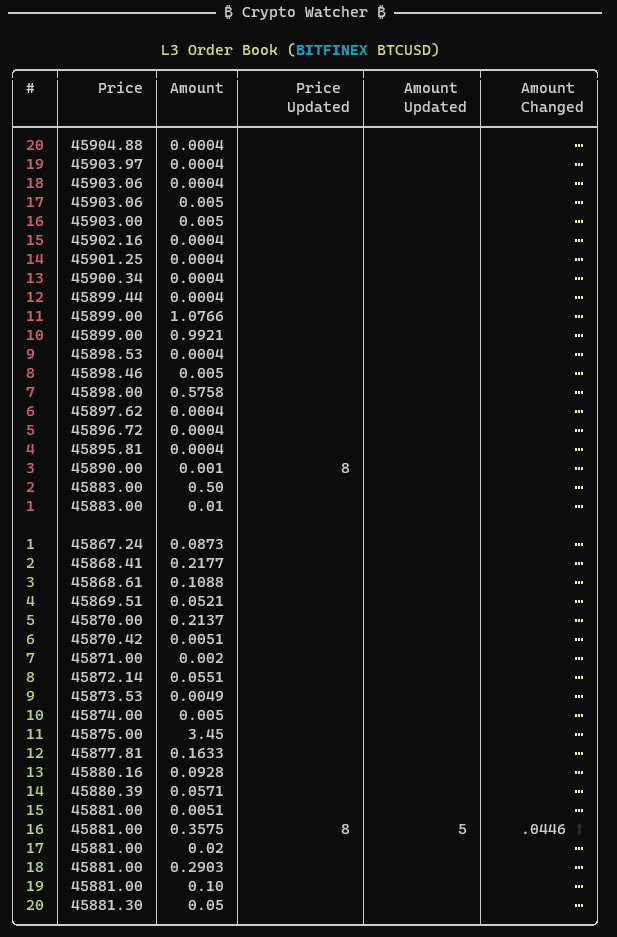 ₿ Crypto Watcher ₿
L3 Order Book (BITFINEX BTCUSD)
# Price Amount Price Amount Amount
Updated Updated Changed
20 45904.88 0.0004 …
19 45903.97 0.0004 …
18 45903.06 0.0004 …
17 45903.06 0.005 …
16 45903.00 0.005 …
15 45902.16 0.0004 …
14 45901.25 0.0004 …
13 45900.34 0.0004 …
12 45899.44 0.0004 …
11 45899.00 1.0766 …
10 45899.00 0.9921 …
9 45898.53 0.0004 …
8 45898.46 0.005 …
7 45898.00 0.5758 …
6 45897.62 0.0004 …
5 45896.72 0.0004 …
4 45895.81 0.0004 …
3 45890.00 0.001 8 …
2 45883.00 0.50 …
1 45883.00 0.01 …
1 45867.24 0.0873 …
2 45868.41 0.2177 …
3 45868.61 0.1088 …
4 45869.51 0.0521 …
5 45870.00 0.2137 …
6 45870.42 0.0051 …
7 45871.00 0.002 …
8 45872.14 0.0551 …
9 45873.53 0.0049 …
10 45874.00 0.005 …
11 45875.00 3.45 …
12 45877.81 0.1633 …
13 45880.16 0.0928 …
14 45880.39 0.0571 …
15 45881.00 0.0051 …
16 45881.00 0.3575 8 5 .0446 ⬆
17 45881.00 0.02 …
18 45881.00 0.2903 …
19 45881.00 0.10 …
20 45881.30 0.05 …